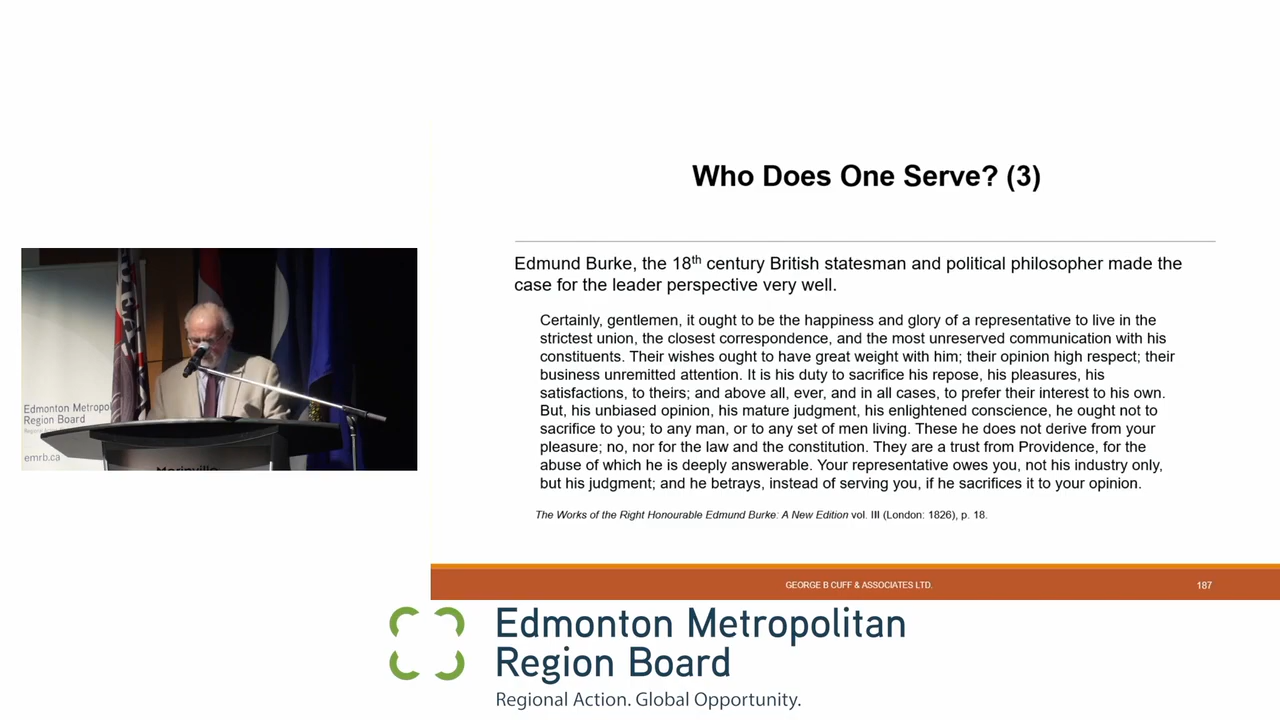 Who Does One Serve? (3)
Edmund Burke, the 18th century British statesman and political philosopher made the
case for the leader perspective very well.
Certainly, gentlemen, it ought to be the happiness and glory of a representative to live in the
strictest union, the closest correspondence, and the most unreserved communication with his
constituents. Their wishes ought to have great weight with him; their opinion high respect; their
business unremitted attention. It is his duty to sacrifice his repose, his pleasures, his
satisfactions, to theirs; and above all, ever, and in all cases, to prefer their interest to his own.
But, his unbiased opinion, his mature judgment, his enlightened conscience, he ought not to
sacrifice to you; to any man, or to any set of men living. These he does not derive from your
pleasure; no, nor for the law and the constitution. They are a trust from Providence, for the
abuse of which he is deeply answerable. Your representative owes you, not his industry only,
but his judgment; and he betrays, instead of serving you, if he sacrifices it to your opinion.
The Works of the Right Honourable Edmund Burke: A New Edition vol. III (London: 1826), p. 18.
GEORGE B CUFF & ASSOCIATES LTD.
187
Edmonton Metropol
Region Board
emrb.ca
Morinville
Edmonton Metropolitan
Region Board
Regional Action. Global Opportunity.